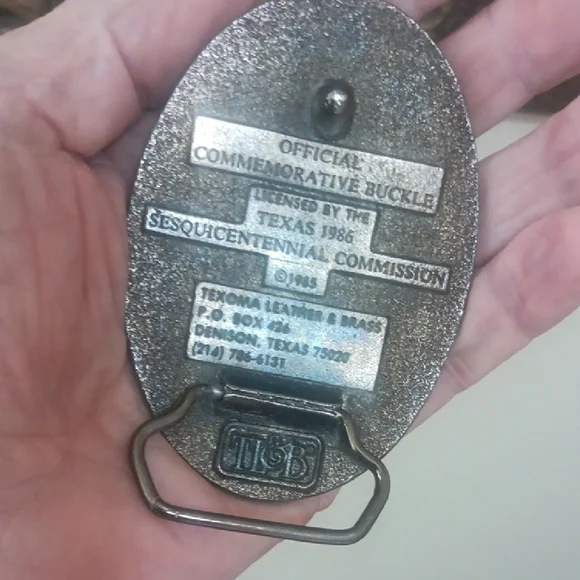 OFFICIAL
COMMEMORATIVE BUCKLE
LICENSED BY THE
TEXAS 1986
SESQUICENTENNIAL COMMISSION
©1985
TEXOMA LEATHER & BRASS
P.O. BOX 426
DENISON, TEXAS 75020
(214) 786-6131
TL&B